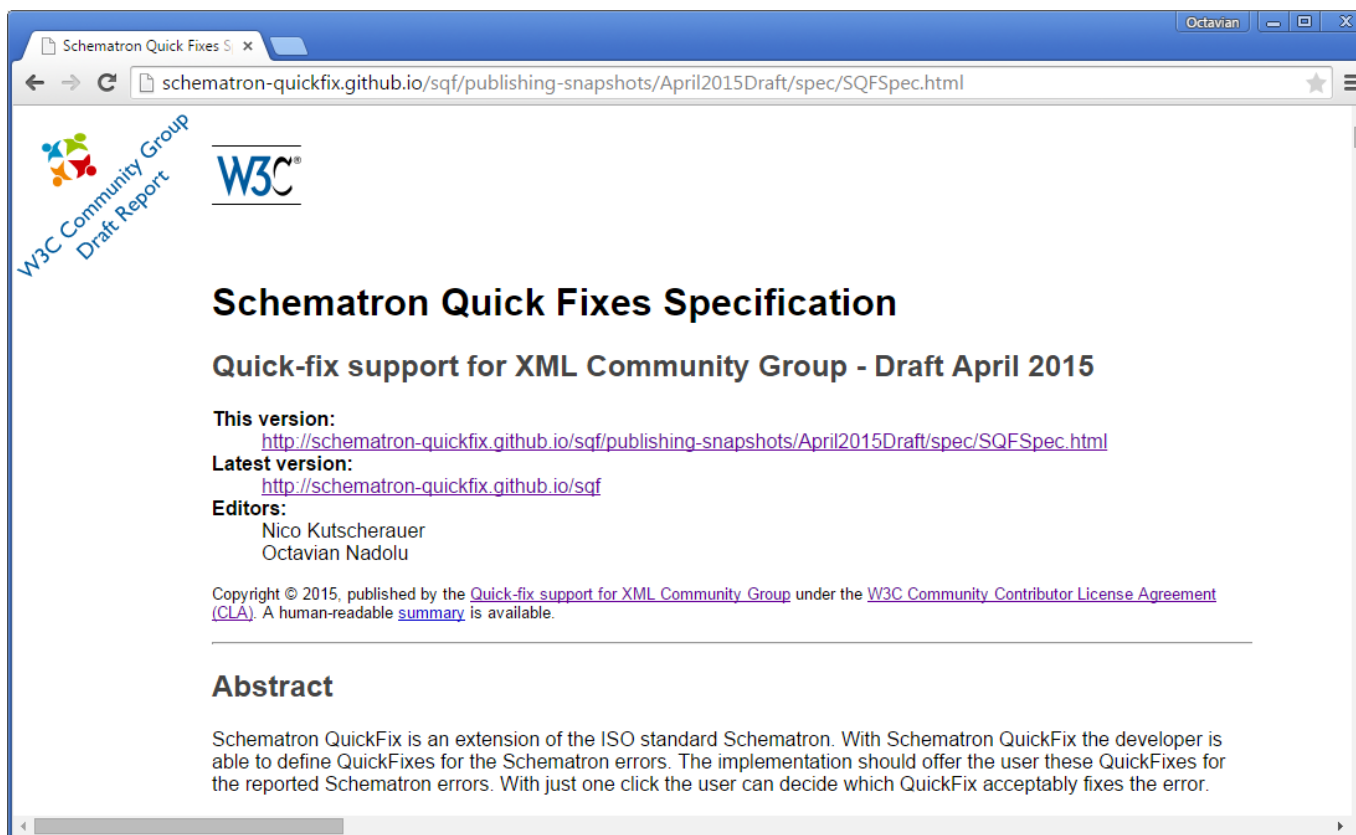 Octavian
Schematron Quick Fixes S
schematron-quickfix.github.io/sqf/publishing-snapshots/April2015Draft/spec/SQFSpec.html
W3C Community Group
Draft Report
W3C®
Schematron Quick Fixes Specification
Quick-fix support for XML Community Group - Draft April 2015
This version:
http://schematron-quickfix.github.io/sqf/publishing-snapshots/April2015Draft/spec/SQFSpec.html
Latest version:
http://schematron-quickfix.github.io/sqf
Editors:
Nico Kutscherauer
Octavian Nadolu
Copyright © 2015, published by the Quick-fix support for XML Community Group under the W3C Community Contributor License Agreement
(CLA). A human-readable summary is available.
Abstract
Schematron QuickFix is an extension of the ISO standard Schematron. With Schematron QuickFix the developer is
able to define QuickFixes for the Schematron errors. The implementation should offer the user these QuickFixes for
the reported Schematron errors. With just one click the user can decide which QuickFix acceptably fixes the error.